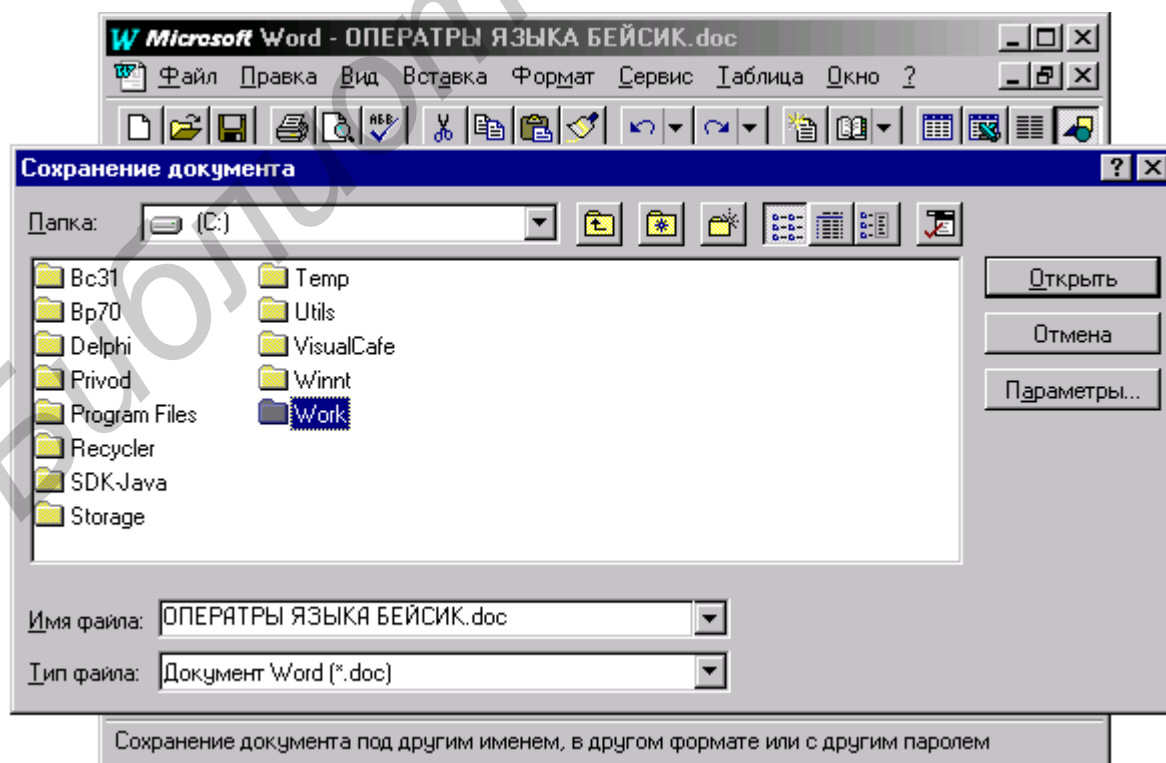 Microsoft Word - ОПЕРАТРЫ ЯЗЫКА БЕЙСИК.doc
Файл Правка Вид Вставка Формат Сервис Таблица Окно ?
Сохранение документа
Папка: (C:)
Bc31 Temp
Bp70 Utils
Delphi VisualCafe
Privod Winnt
Program Files Work
Recycler
SDK-Java
Storage
Открыть
Отмена
Параметры...
Имя файла: ОПЕРАТРЫ ЯЗЫКА БЕЙСИК.doc
Тип файла: Документ Word (*.doc)
Сохранение документа под другим именем, в другом формате или с другим паролем